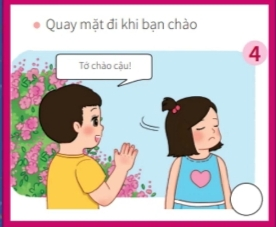 Quay mặt đi khi bạn chào
4
Tớ chào cậu!